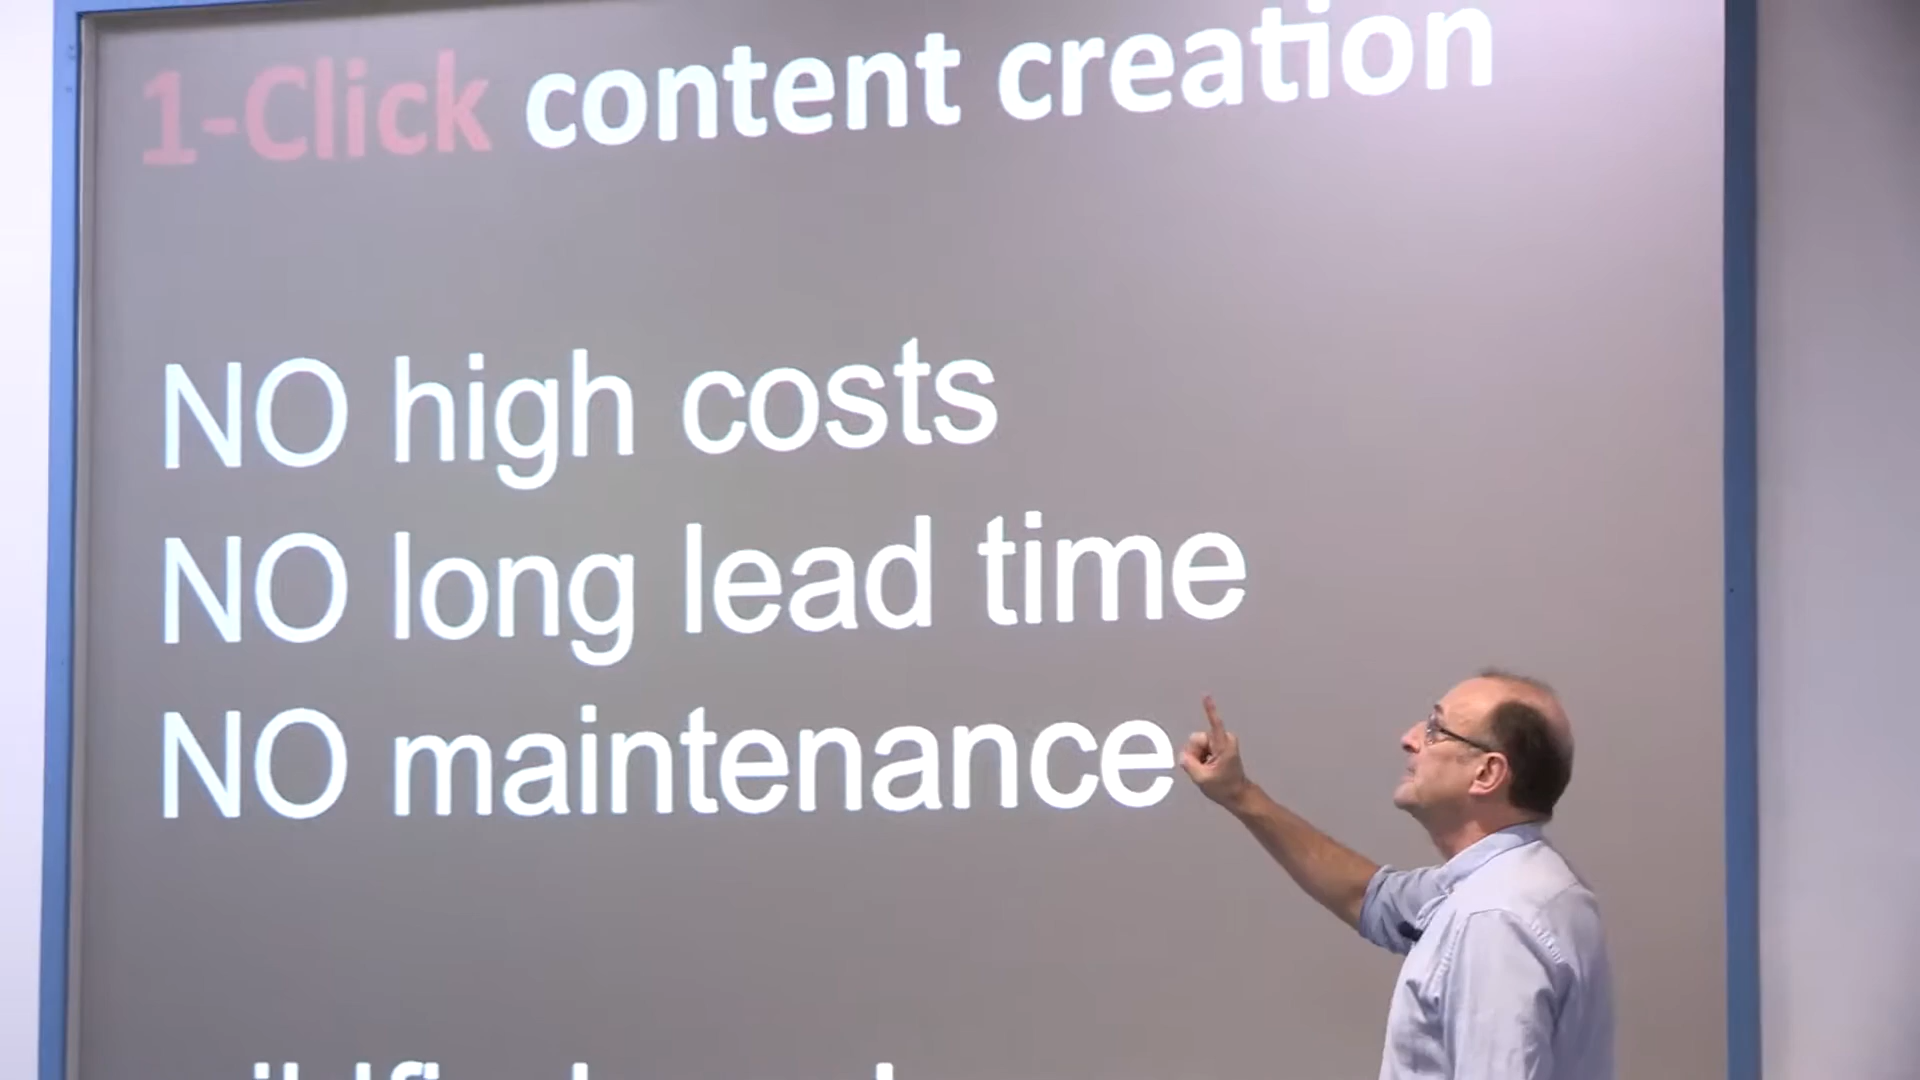 1-Click content creation
NO high costs
NO long lead time
NO maintenance